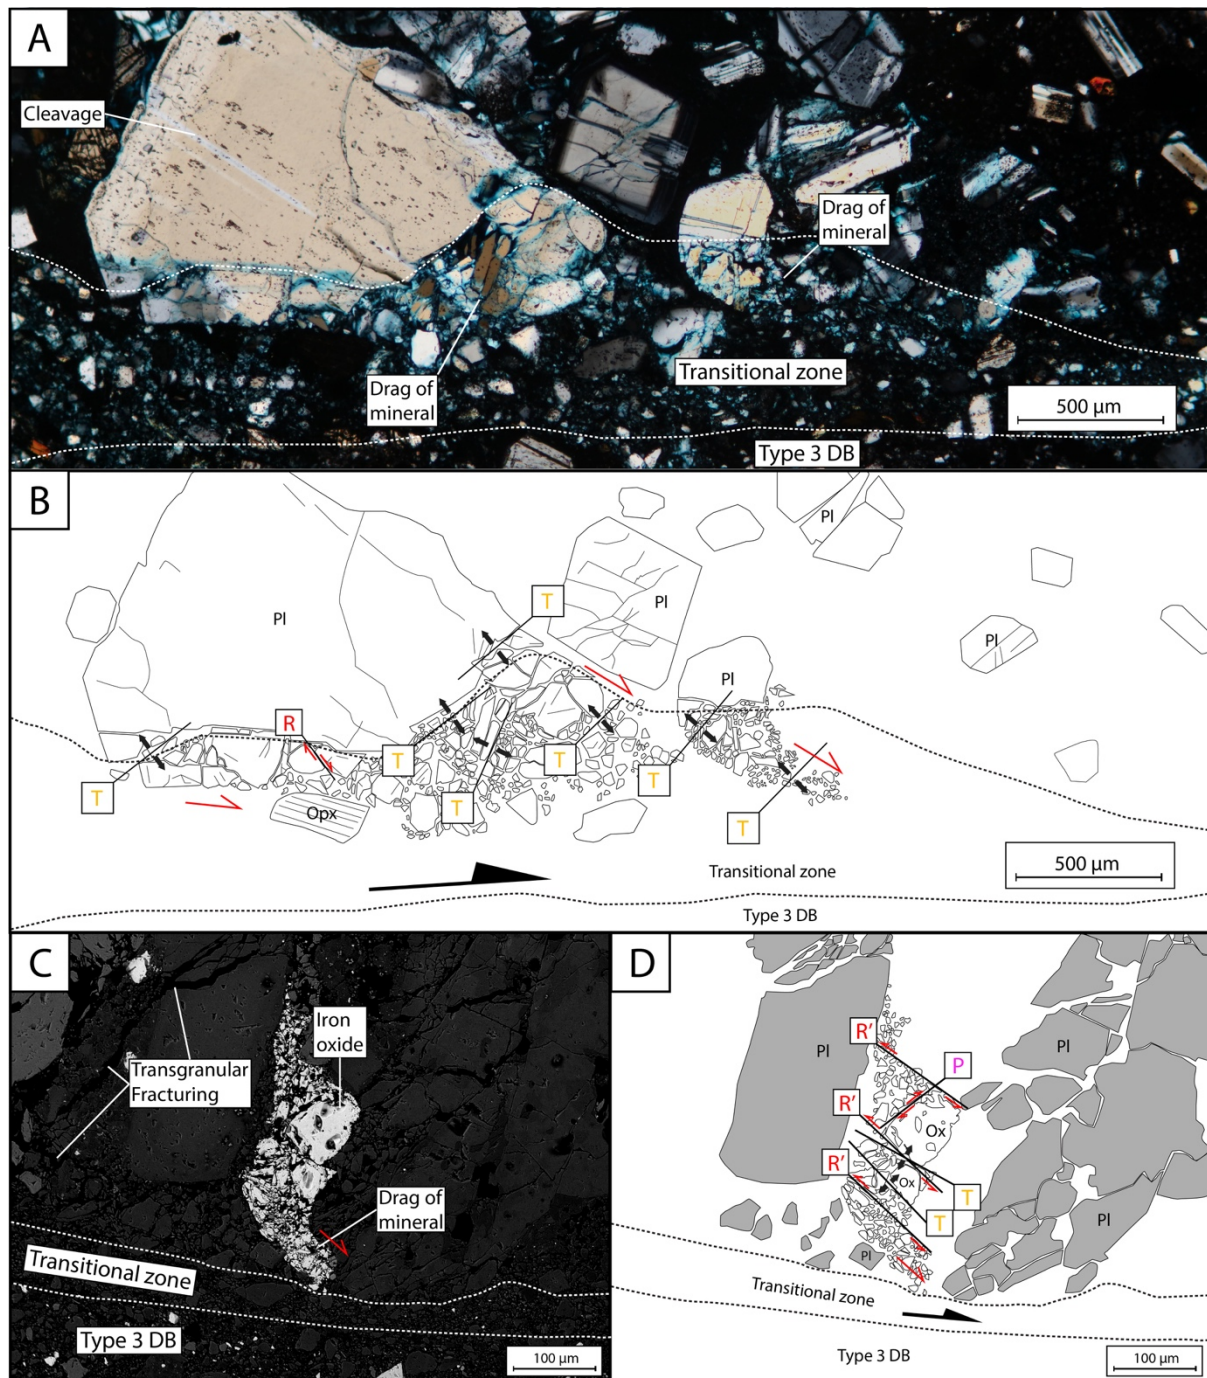 A
Cleavage
Drag of
mineral
Drag of
mineral
Transitional zone
500 µm
Type 3 DB
B
Pl
T
Pl
Pl
Pl
Pl
R
T
T
T
T
Opx
T
T
500 µm
Transitional zone
Type 3 DB
C
Iron
oxide
Transgranular
Fracturing
Drag of
mineral
Transitional zone
Type 3 DB
100 µm
D
R'
Pl
P
Pl
R'
Ox
R'
Ox
T
T
Pl
Pl
Transitional zone
Type 3 DB
100 µm